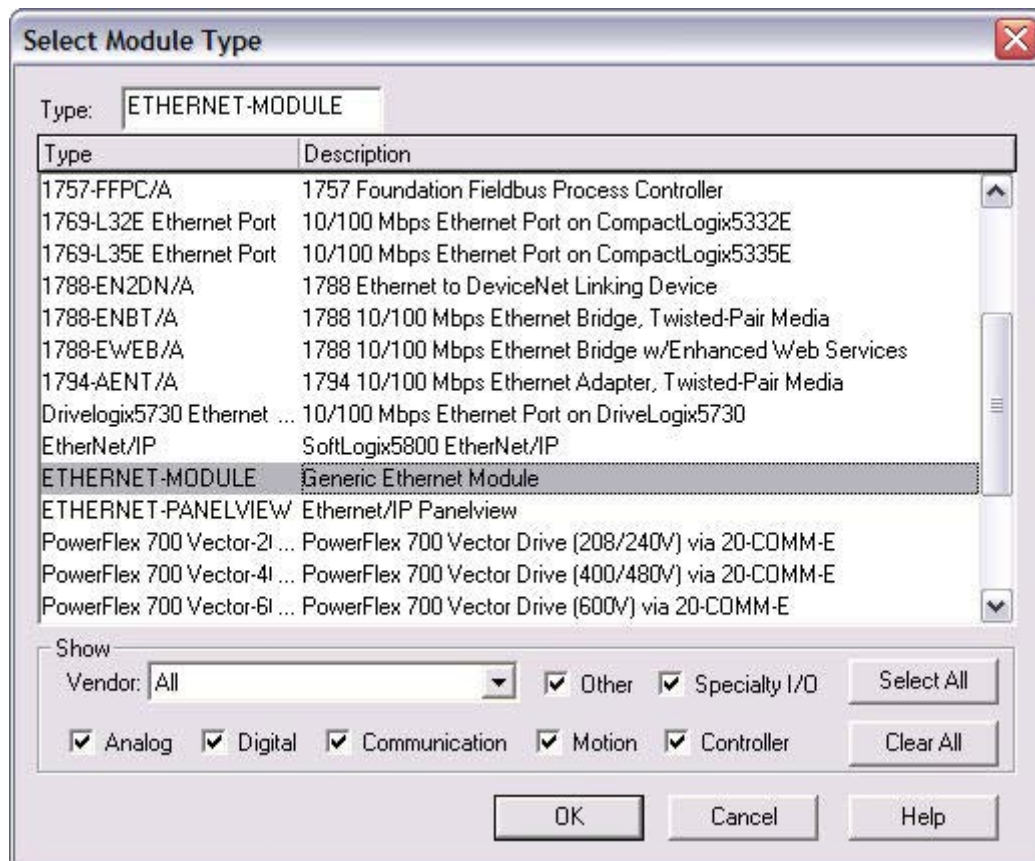 Select Module Type
Type: ETHERNET-MODULE
Type Description
1757-FFPC/A 1757 Foundation Fieldbus Process Controller
1769-L32E Ethernet Port 10/100 Mbps Ethernet Port on CompactLogix5332E
1769-L35E Ethernet Port 10/100 Mbps Ethernet Port on CompactLogix5335E
1788-EN2DN/A 1788 Ethernet to DeviceNet Linking Device
1788-ENBT/A 1788 10/100 Mbps Ethernet Bridge, Twisted-Pair Media
1788-EWEB/A 1788 10/100 Mbps Ethernet Bridge w/Enhanced Web Services
1794-AENT/A 1794 10/100 Mbps Ethernet Adapter, Twisted-Pair Media
Drivelogix5730 Ethernet ... 10/100 Mbps Ethernet Port on DriveLogix5730
EtherNet/IP SoftLogix5800 EtherNet/IP
ETHERNET-MODULE Generic Ethernet Module
ETHERNET-PANELVIEW Ethernet/IP Panelview
PowerFlex 700 Vector-2( ... PowerFlex 700 Vector Drive (208/240V) via 20-COMM-E
PowerFlex 700 Vector-4( ... PowerFlex 700 Vector Drive (400/480V) via 20-COMM-E
PowerFlex 700 Vector-6( ... PowerFlex 700 Vector Drive (600V) via 20-COMM-E
Show
Vendor: All Other Specialty I/O Select All
Analog Digital Communication Motion Controller Clear All
OK Cancel Help